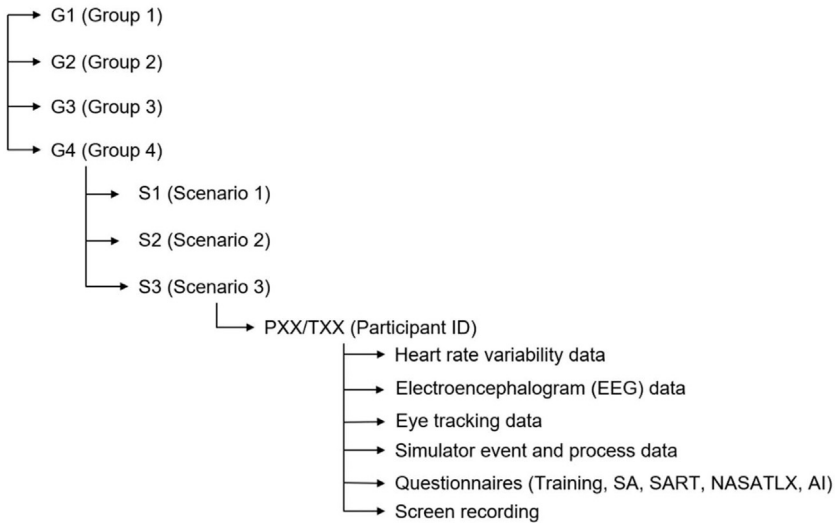 G1 (Group 1)
G2 (Group 2)
G3 (Group 3)
G4 (Group 4)
S1 (Scenario 1)
S2 (Scenario 2)
S3 (Scenario 3)
PXX/TXX (Participant ID)
Heart rate variability data
Electroencephalogram (EEG) data
Eye tracking data
Simulator event and process data
Questionnaires (Training, SA, SART, NASATLX, AI)
Screen recording